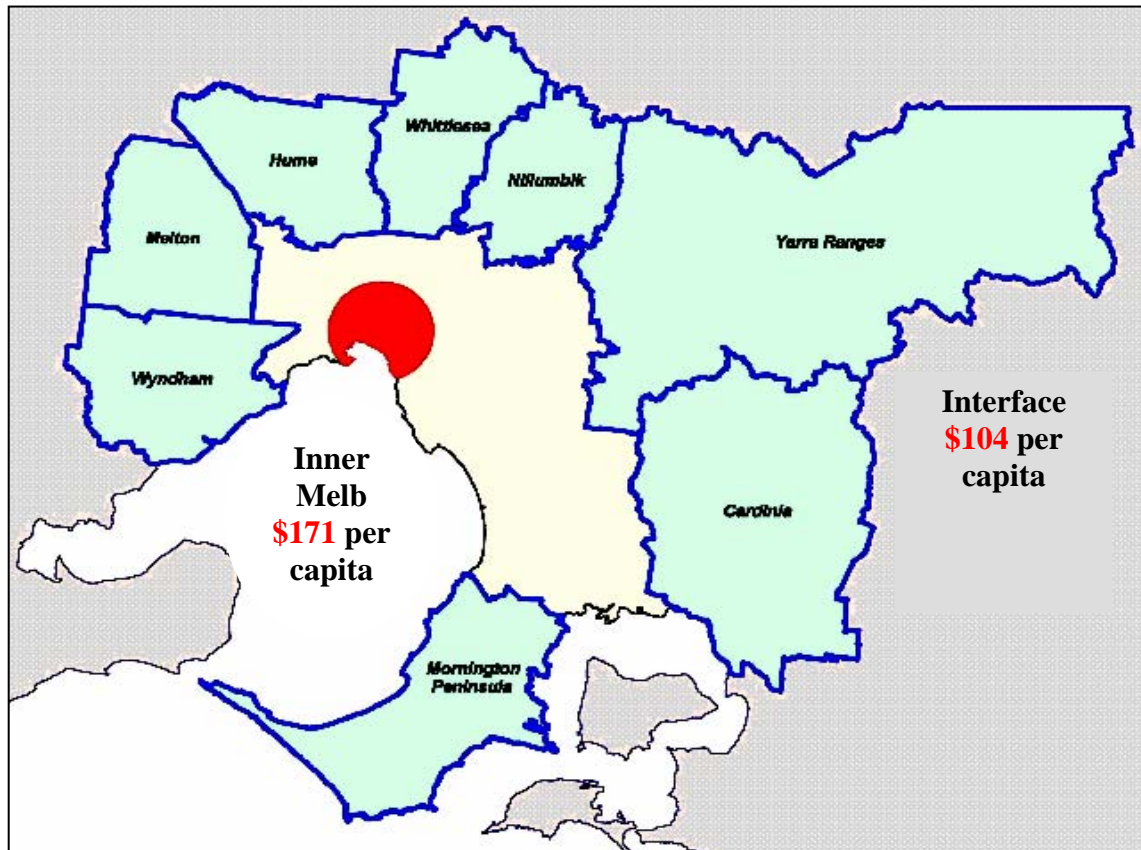 Whittlesea
Hume
Nillumbik
Melton
Yarra Ranges
Wyndham
Interface
$104 per
capita
Inner
Melb
$171 per
capita
Cardinia
Mornington
Peninsula